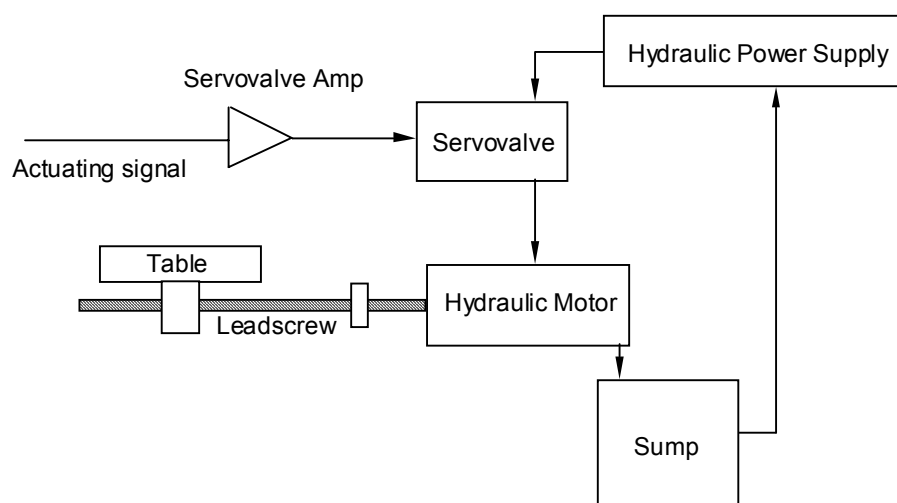 Hydraulic Power Supply
Servovalve Amp
Servovalve
Actuating signal
Table
Hydraulic Motor
Leadscrew
Sump